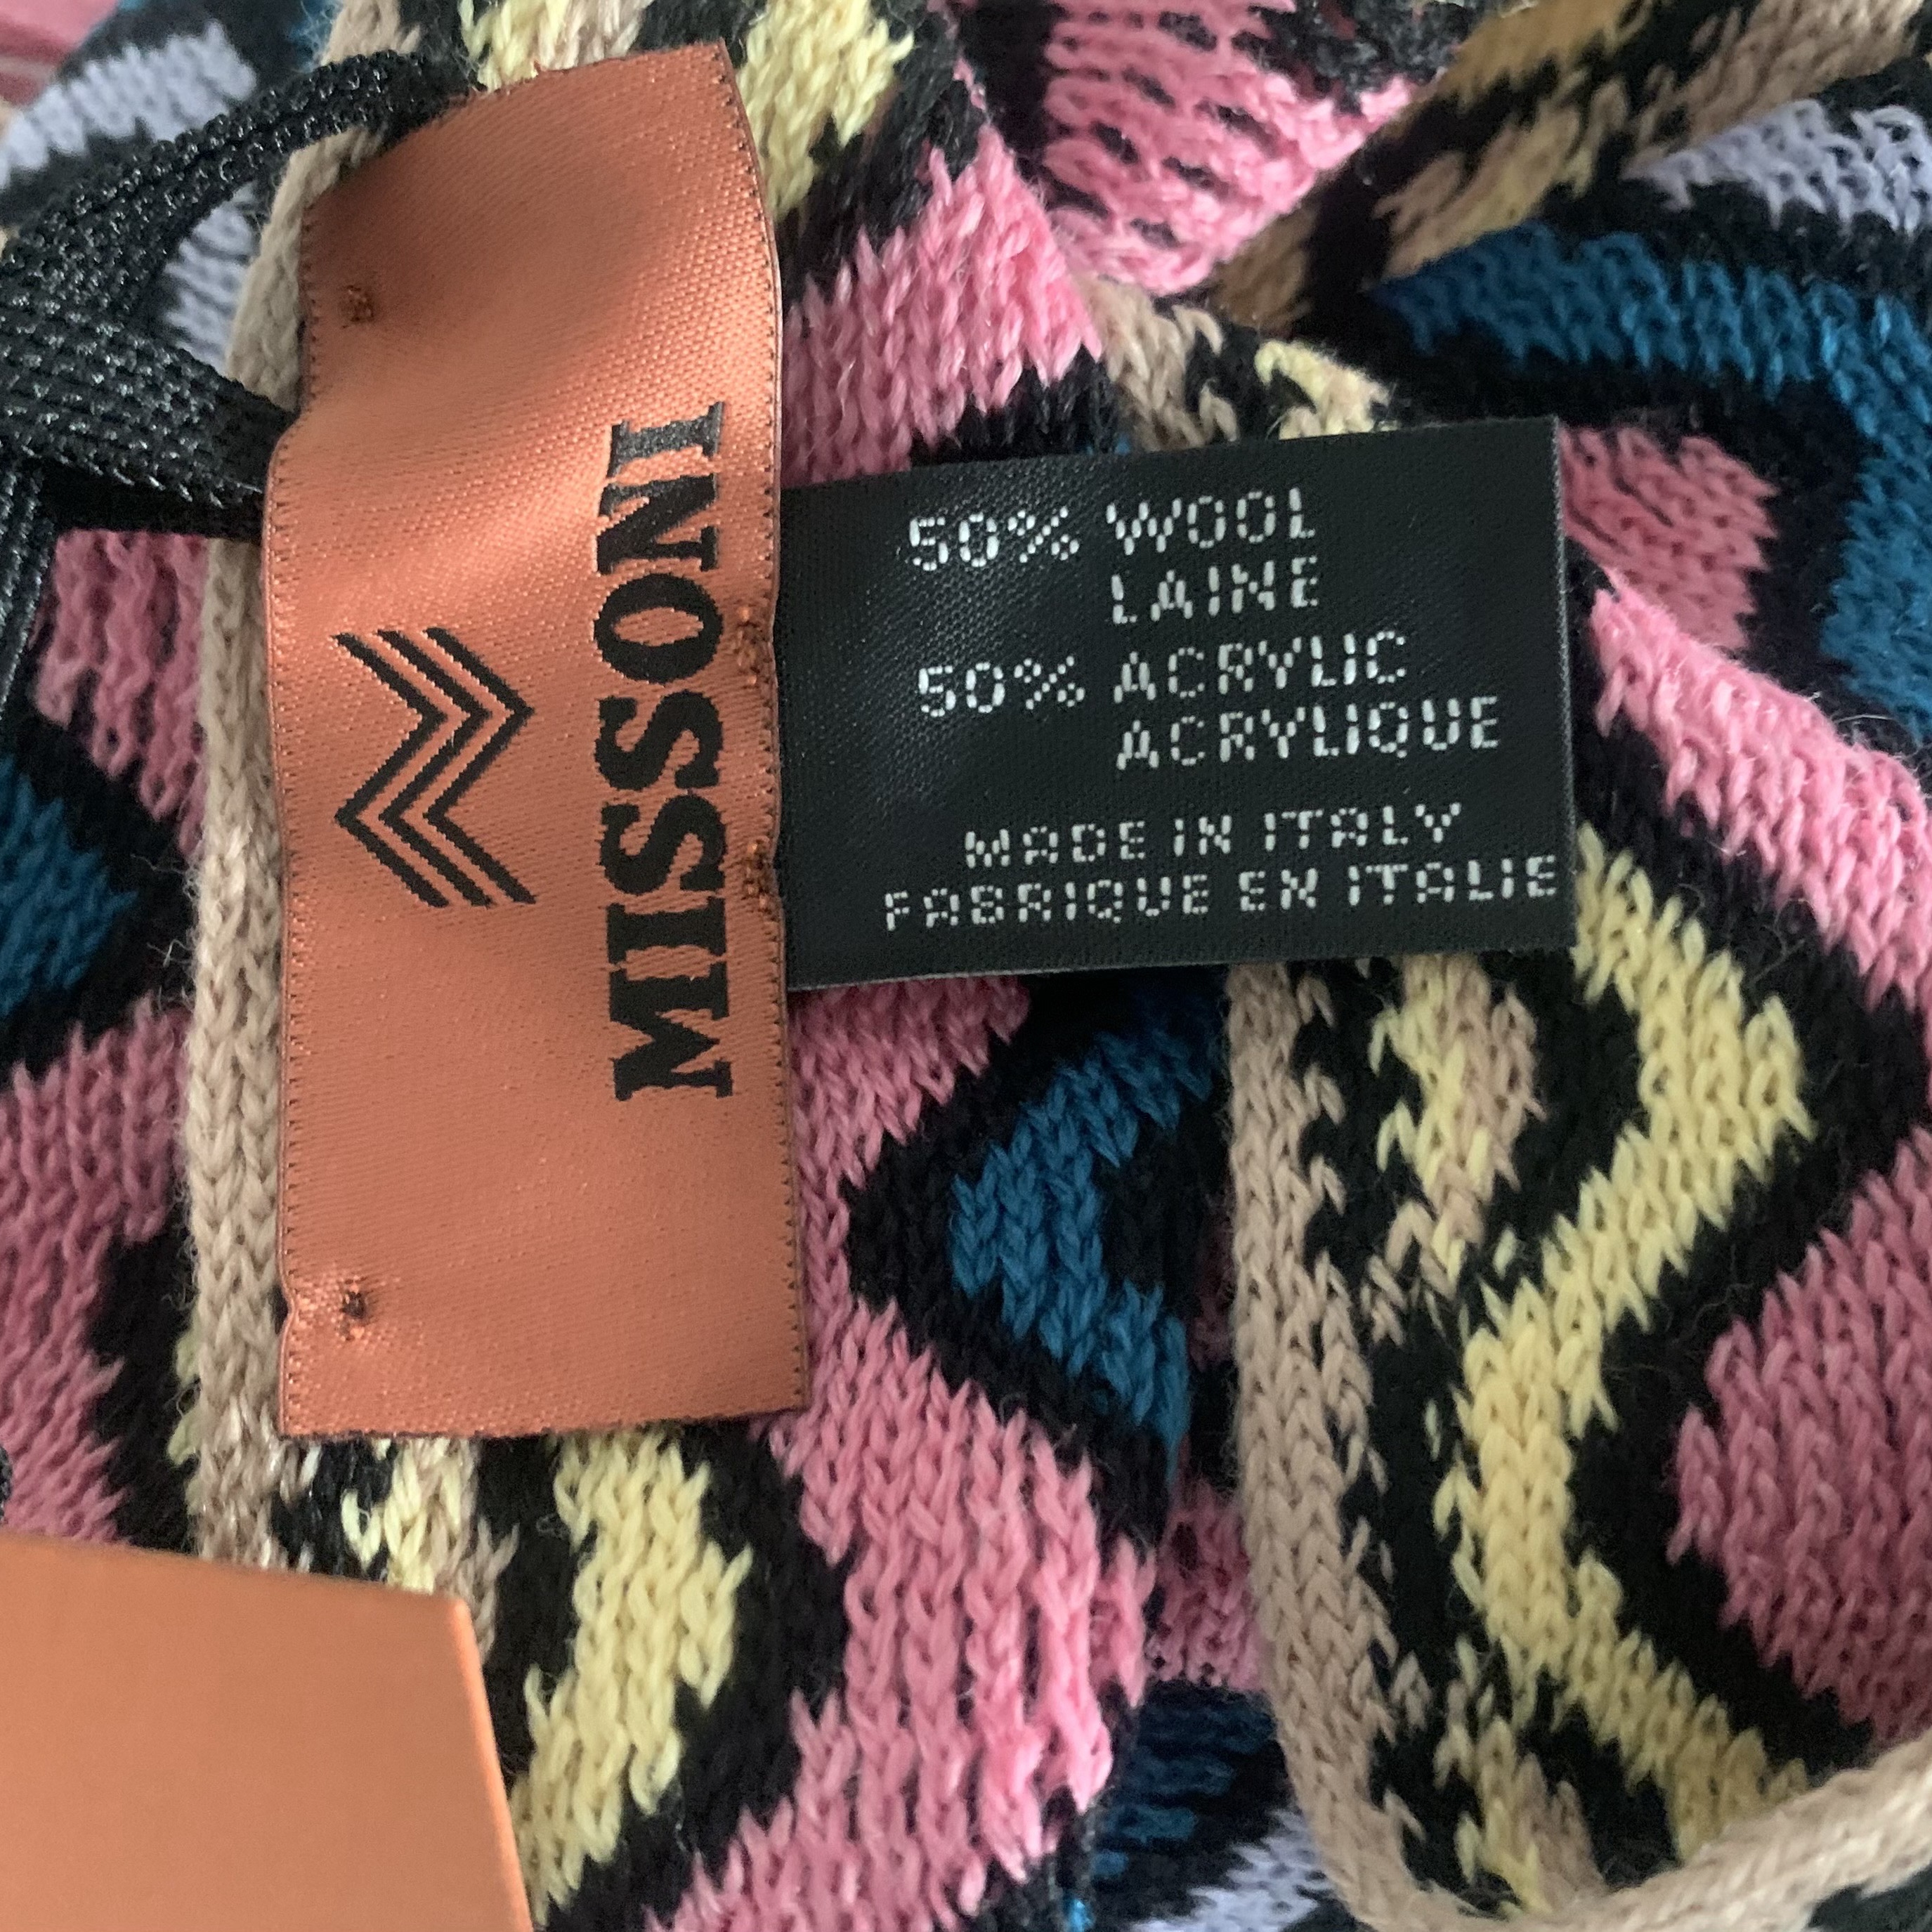 MISSONI
50% WOOL
LAINE
50% ACRYLIC
ACRYLIQUE
MADE IN ITALY
FABRIQUE EN ITALIE